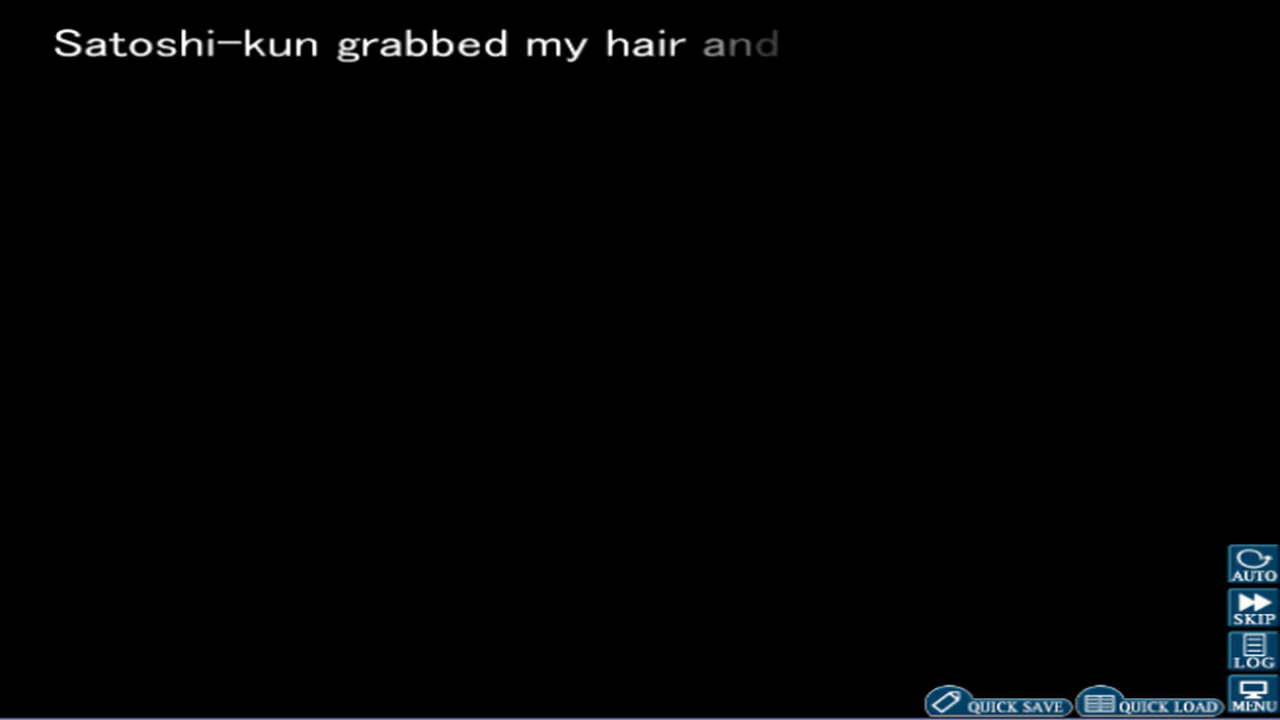 Satoshi-kun grabbed my hair and
AUTO
SKIP
LOG
QUICK SAVE QUICK LOAD MENU